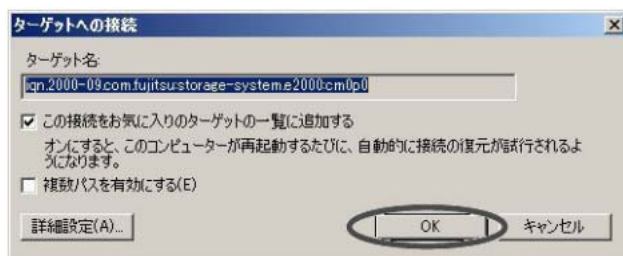 ターゲットへの接続
ターゲット名:
iqn.2000-09.com.fujitsu:storage-system.e2000:cm0p0
この接続をお気に入りのターゲットの一覧に追加する
オンにすると、このコンピューターが再起動するたびに、自動的に接続の復元が試行されるよ
うになります。
複数パスを有効にする(E)
詳細設定(A)...
OK
キャンセル